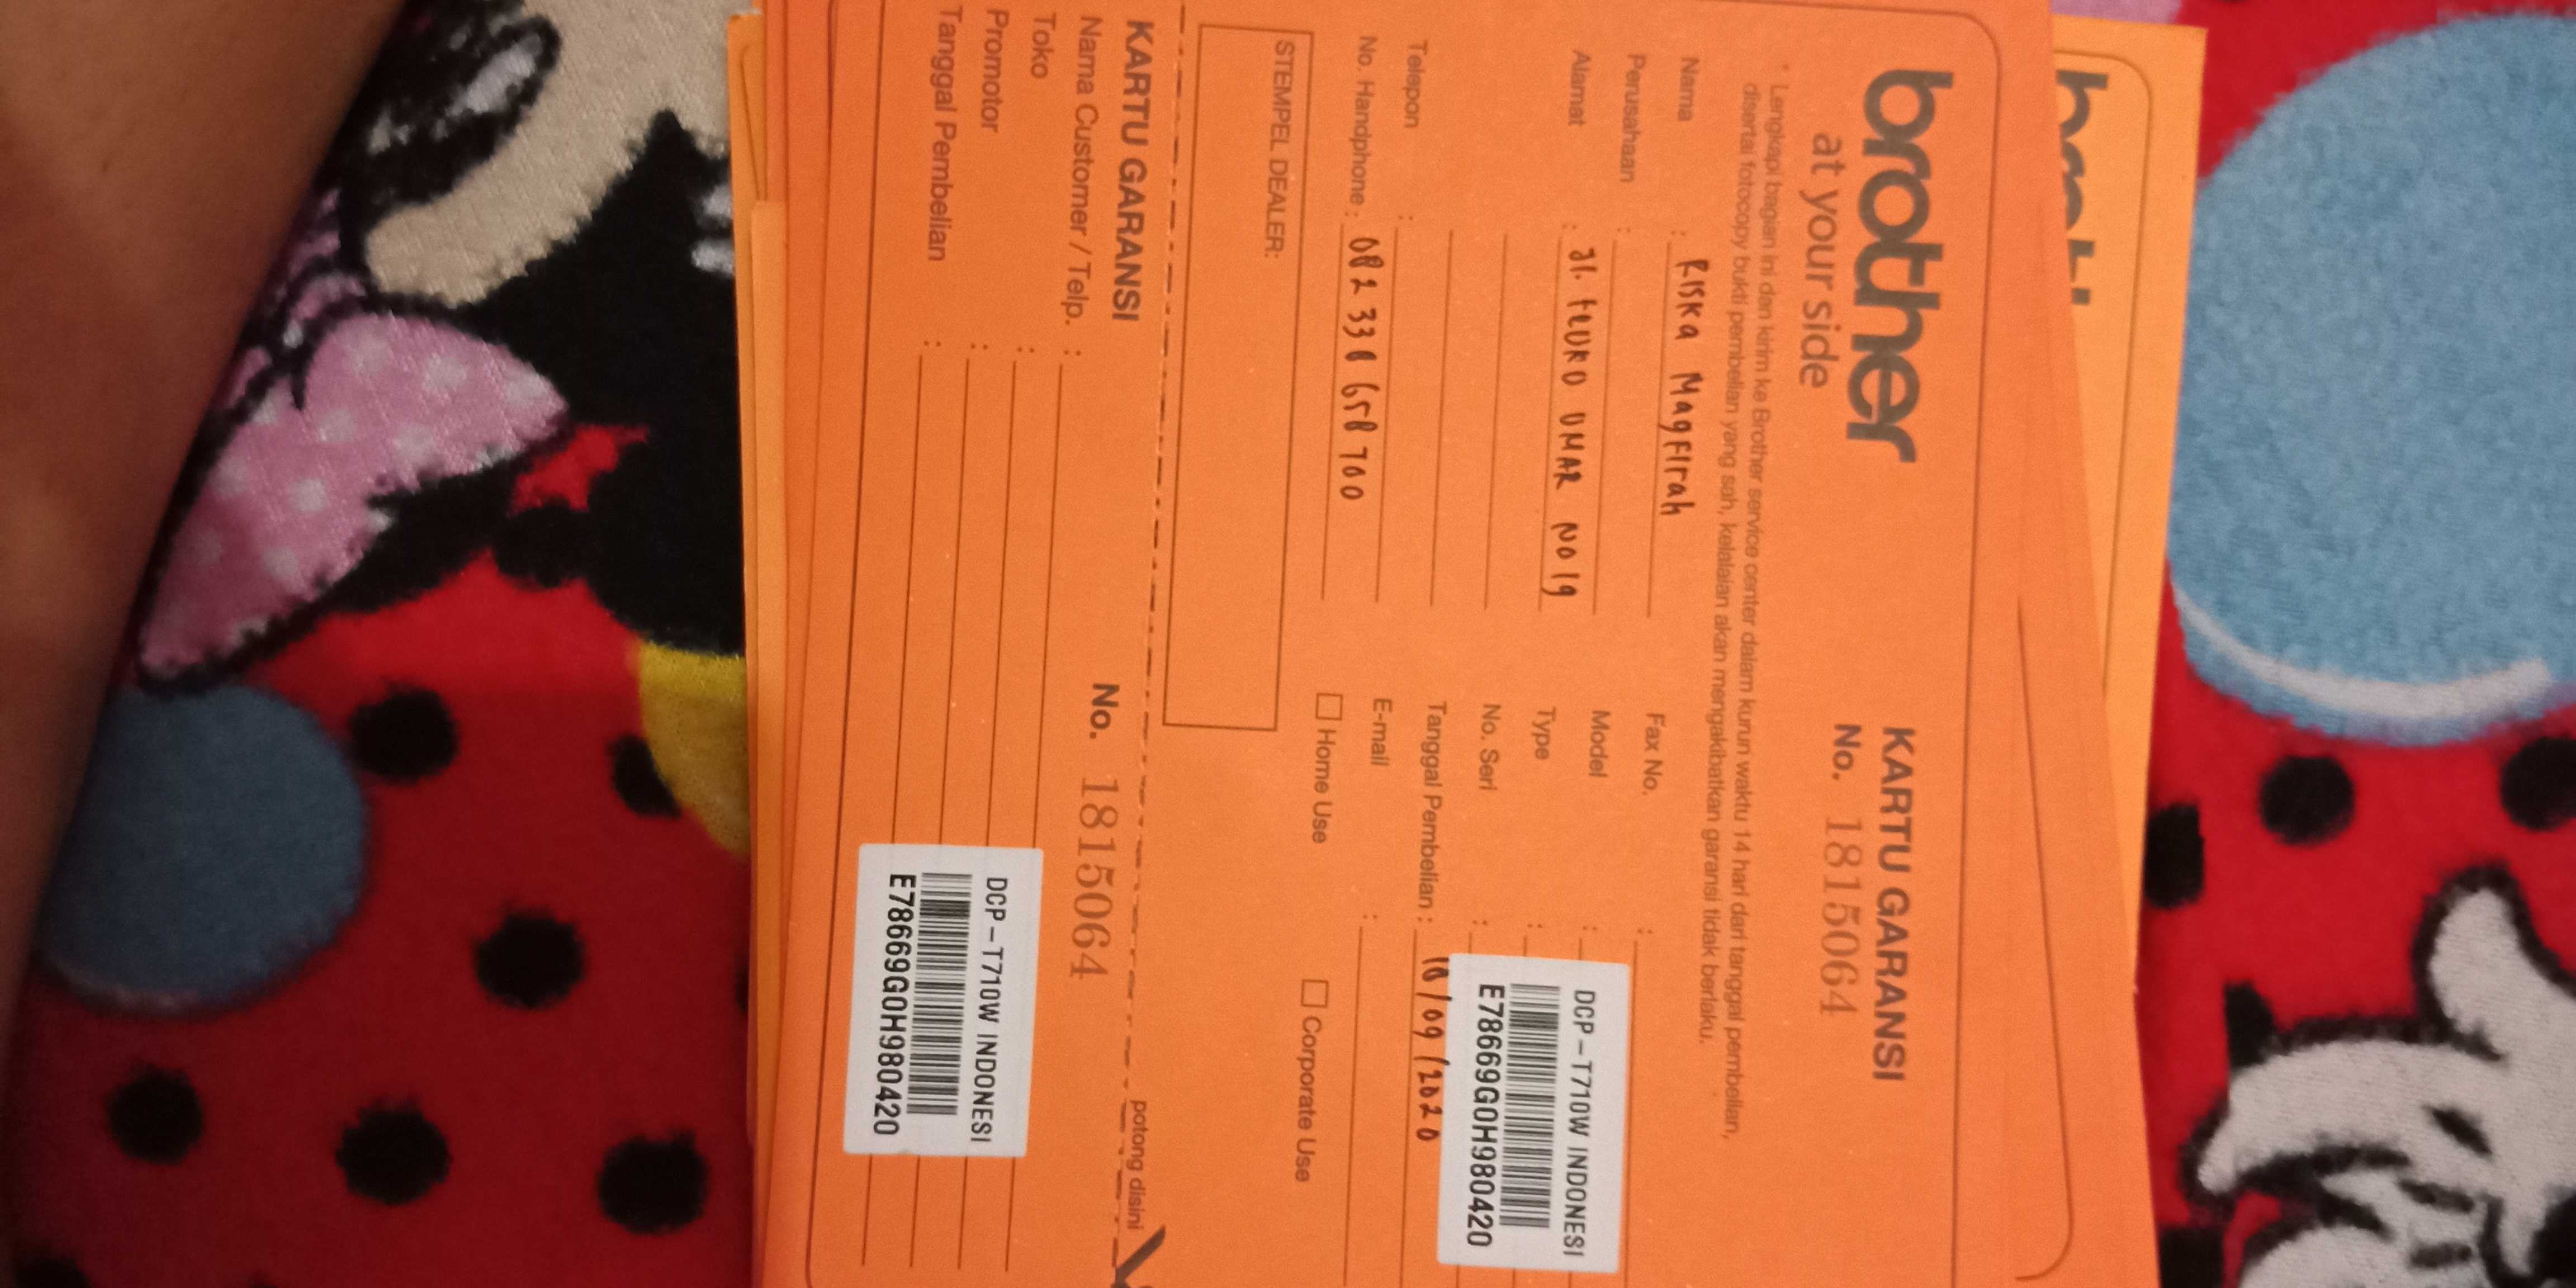 brother
at your side
KARTU GARANSI
No. 1815064
* Lengkapi bagian ini dan kirim ke Brother service center dalam kurun waktu 14 hari dari tanggal pembelian,
disertai fotocopy bukti pembelian yang sah, kelalaian akan mengakibatkan garansi tidak berlaku.
Nama : Riska Magfirah
Perusahaan :
Alamat : Jl. teuku umar no 19
Telepon :
No. Handphone : 082 338 658 700
Fax No. :
Model :
Type :
No. Seri :
DCP-T710W INDONESI
E78669G0H980420
Tanggal Pembelian : 18/09/2020
E-mail :
Home Use
Corporate Use
STEMPEL DEALER:
potong disini
KARTU GARANSI
No. 1815064
Nama Customer / Telp. :
Toko :
Promotor :
Tanggal Pembelian :
DCP-T710W INDONESI
E78669G0H980420